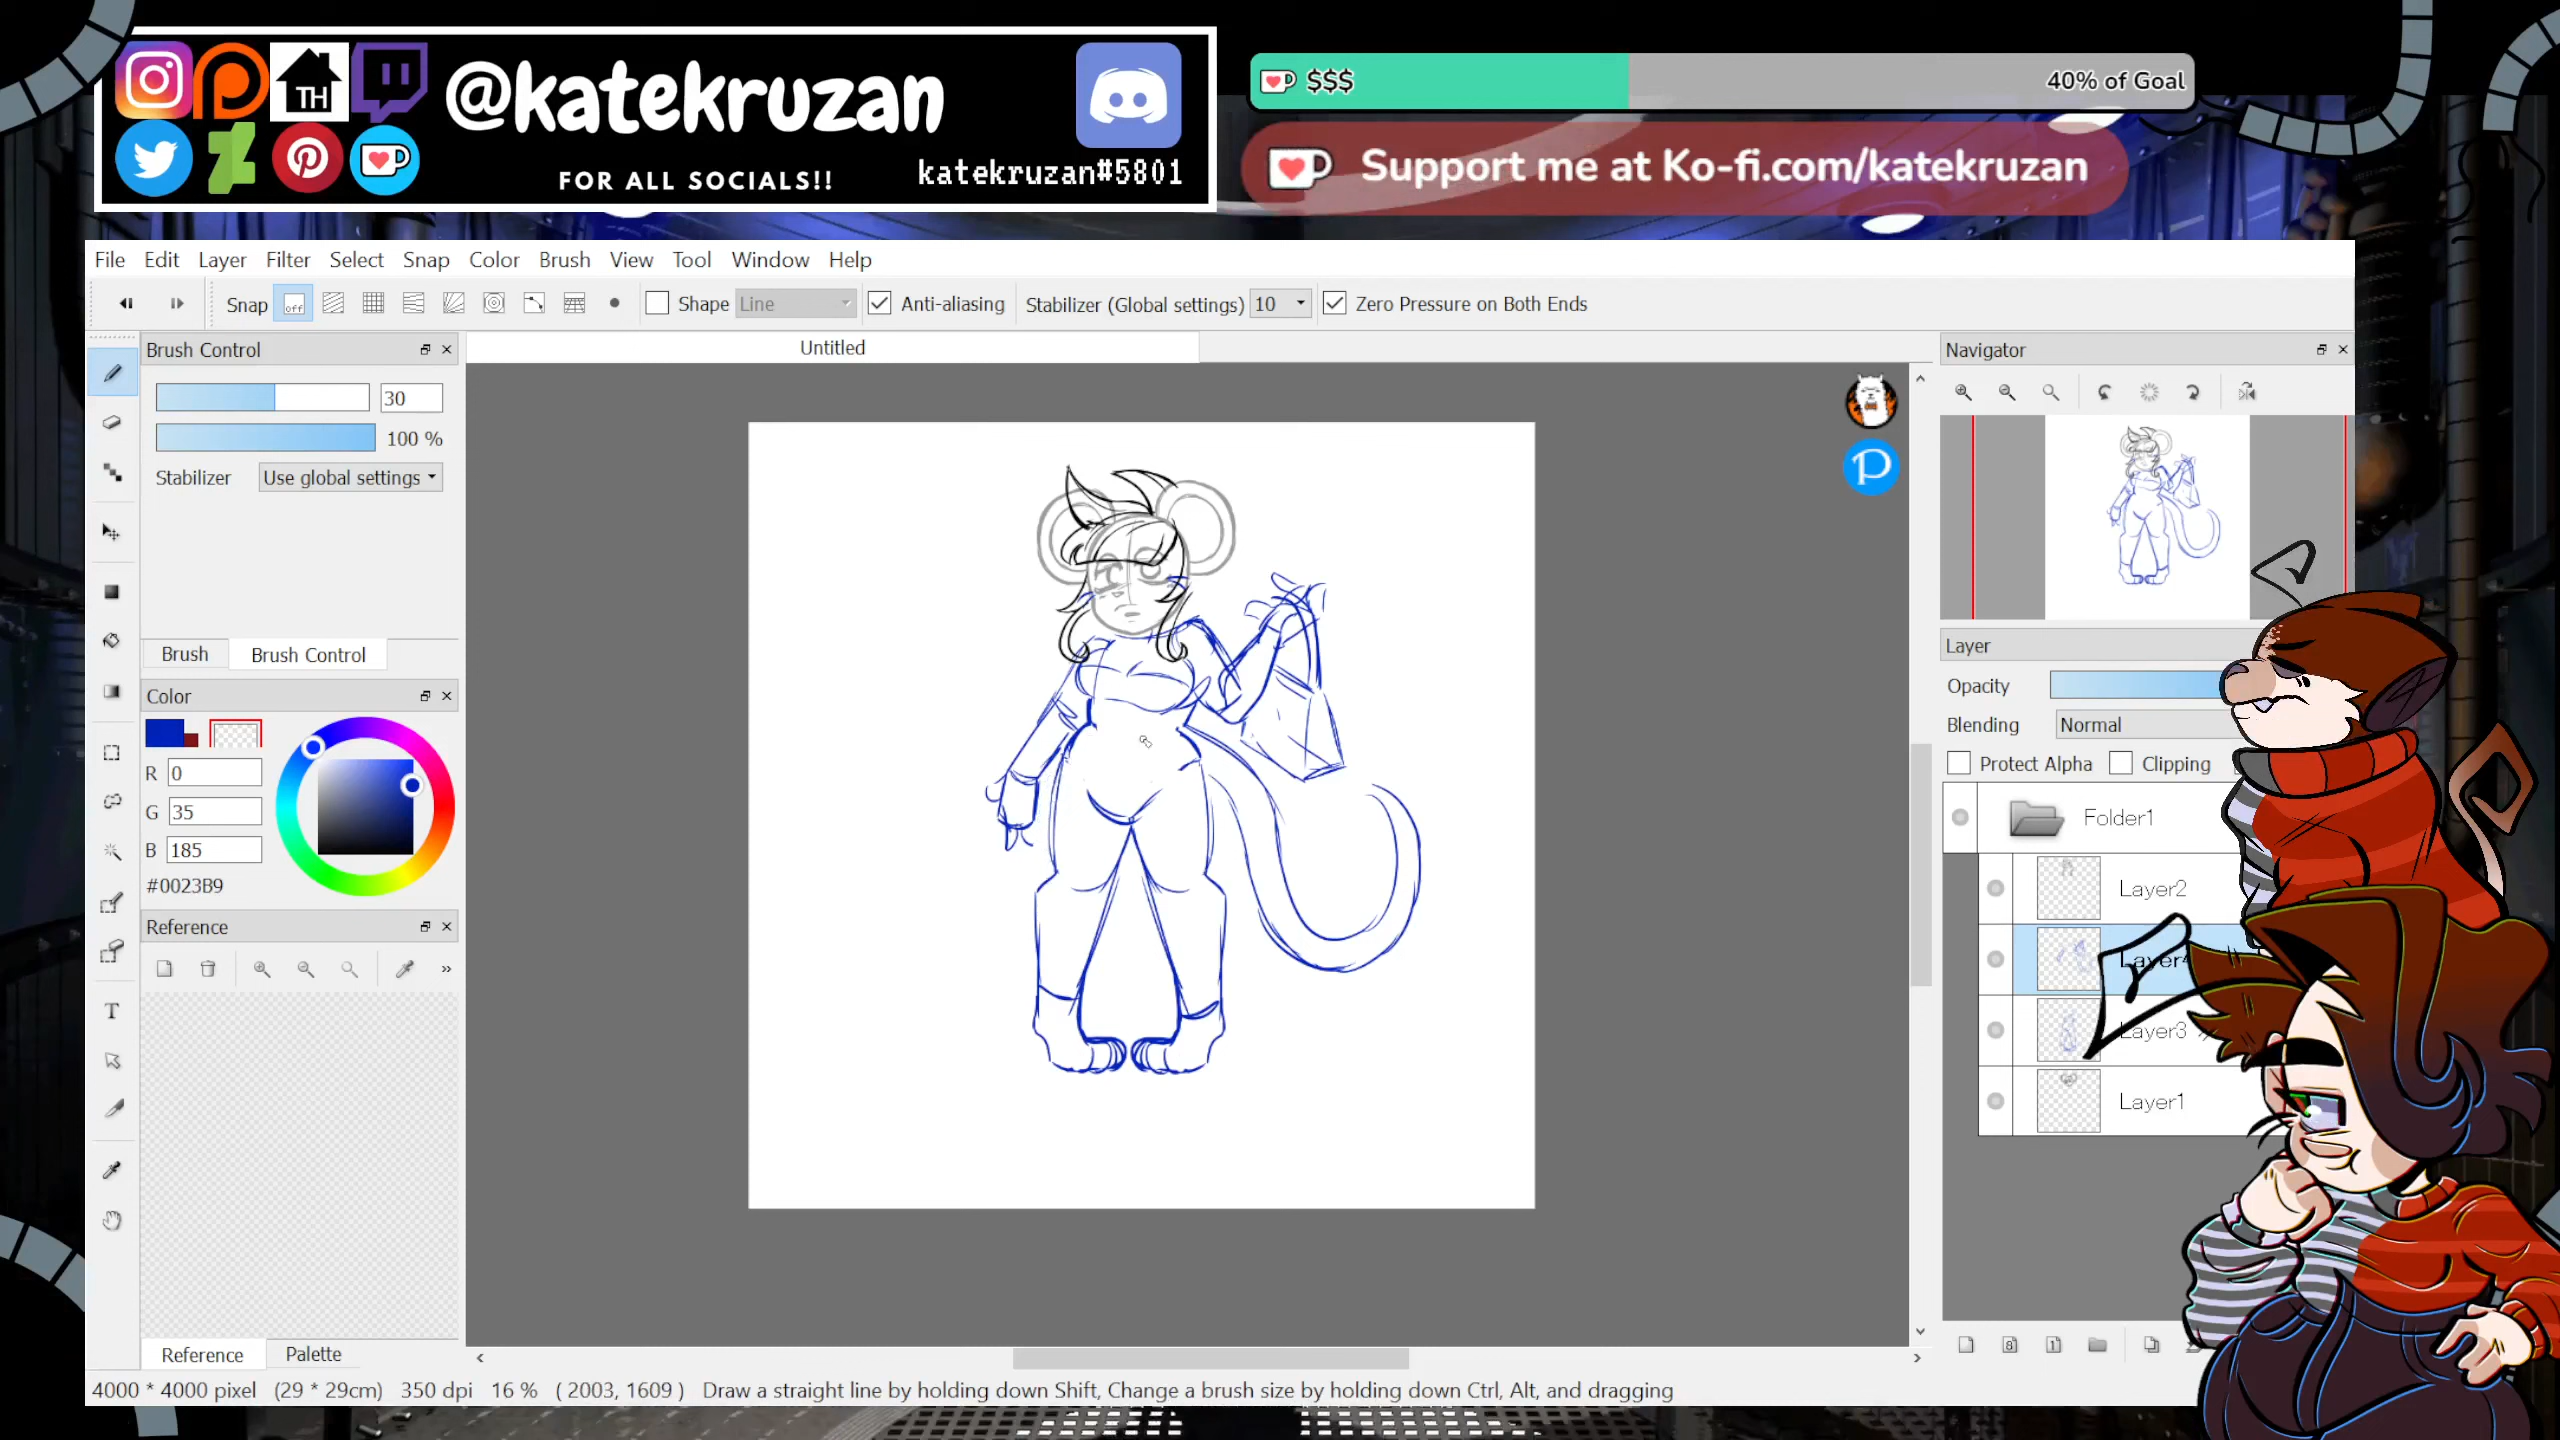 TH
@katekruzan
FOR ALL SOCIALS!!
katekruzan#5801
$$$
40% of Goal
Support me at Ko-fi.com/katekruzan
File Edit Layer Filter Select Snap Color Brush View Tool Window Help
Snap off Shape Line Anti-aliasing Stabilizer (Global settings) 10 Zero Pressure on Both Ends
Brush Control
Untitled
Navigator
30
100 %
Stabilizer Use global settings
Brush Brush Control
Color
R 0
G 35
B 185
#0023B9
Reference
T
Reference Palette
Layer
Opacity
Blending Normal
Protect Alpha Clipping
Folder1
Layer2
Layer4
Layer3
Layer1
4000 * 4000 pixel (29 * 29cm) 350 dpi 16 % ( 2003, 1609 ) Draw a straight line by holding down Shift, Change a brush size by holding down Ctrl, Alt, and dragging